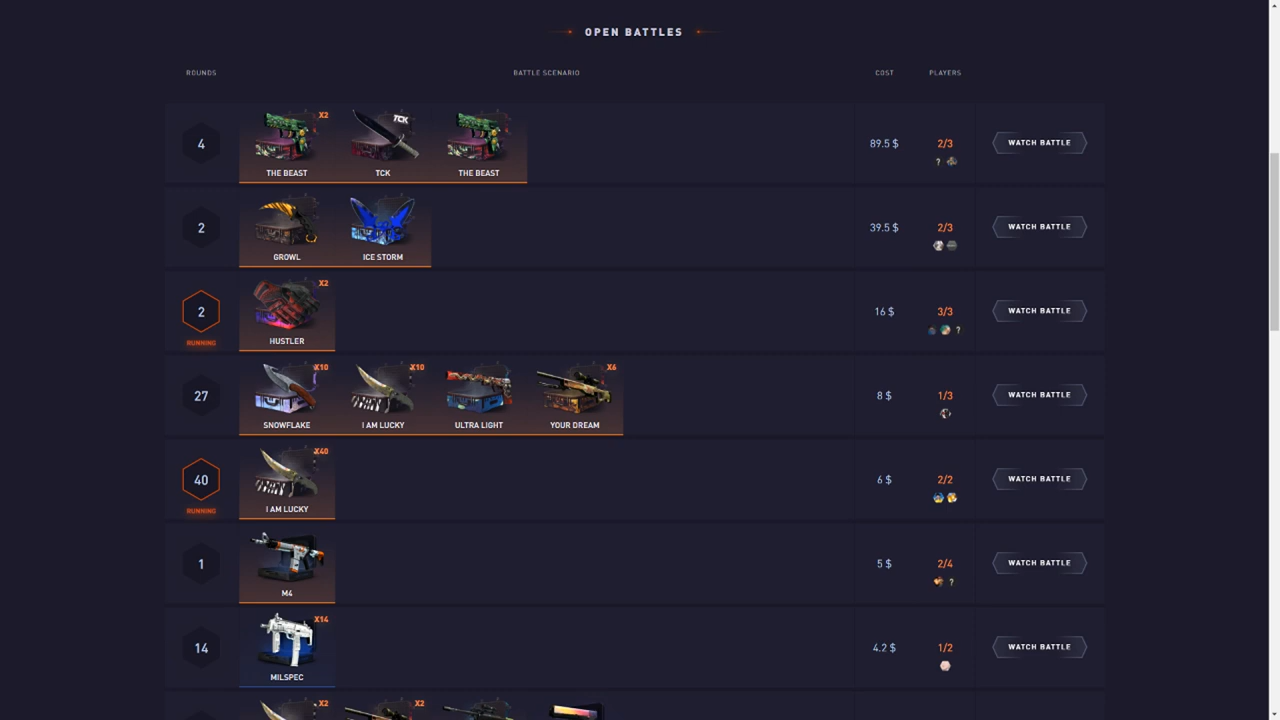 OPEN BATTLES
ROUNDS BATTLE SCENARIO COST PLAYERS
4 X2 TCK 89.5 $ 2/3 WATCH BATTLE
?
THE BEAST TCK THE BEAST
2 39.5 $ 2/3 WATCH BATTLE
GROWL ICE STORM
2 X2 16 $ 3/3 WATCH BATTLE
?
RUNNING HUSTLER
27 X10 X10 X6 8 $ 1/3 WATCH BATTLE
SNOWFLAKE I AM LUCKY ULTRA LIGHT YOUR DREAM
40 X40 6 $ 2/2 WATCH BATTLE
RUNNING I AM LUCKY
1 5 $ 2/4 WATCH BATTLE
?
M4
14 X14 4.2 $ 1/2 WATCH BATTLE
MILSPEC
X2 X2